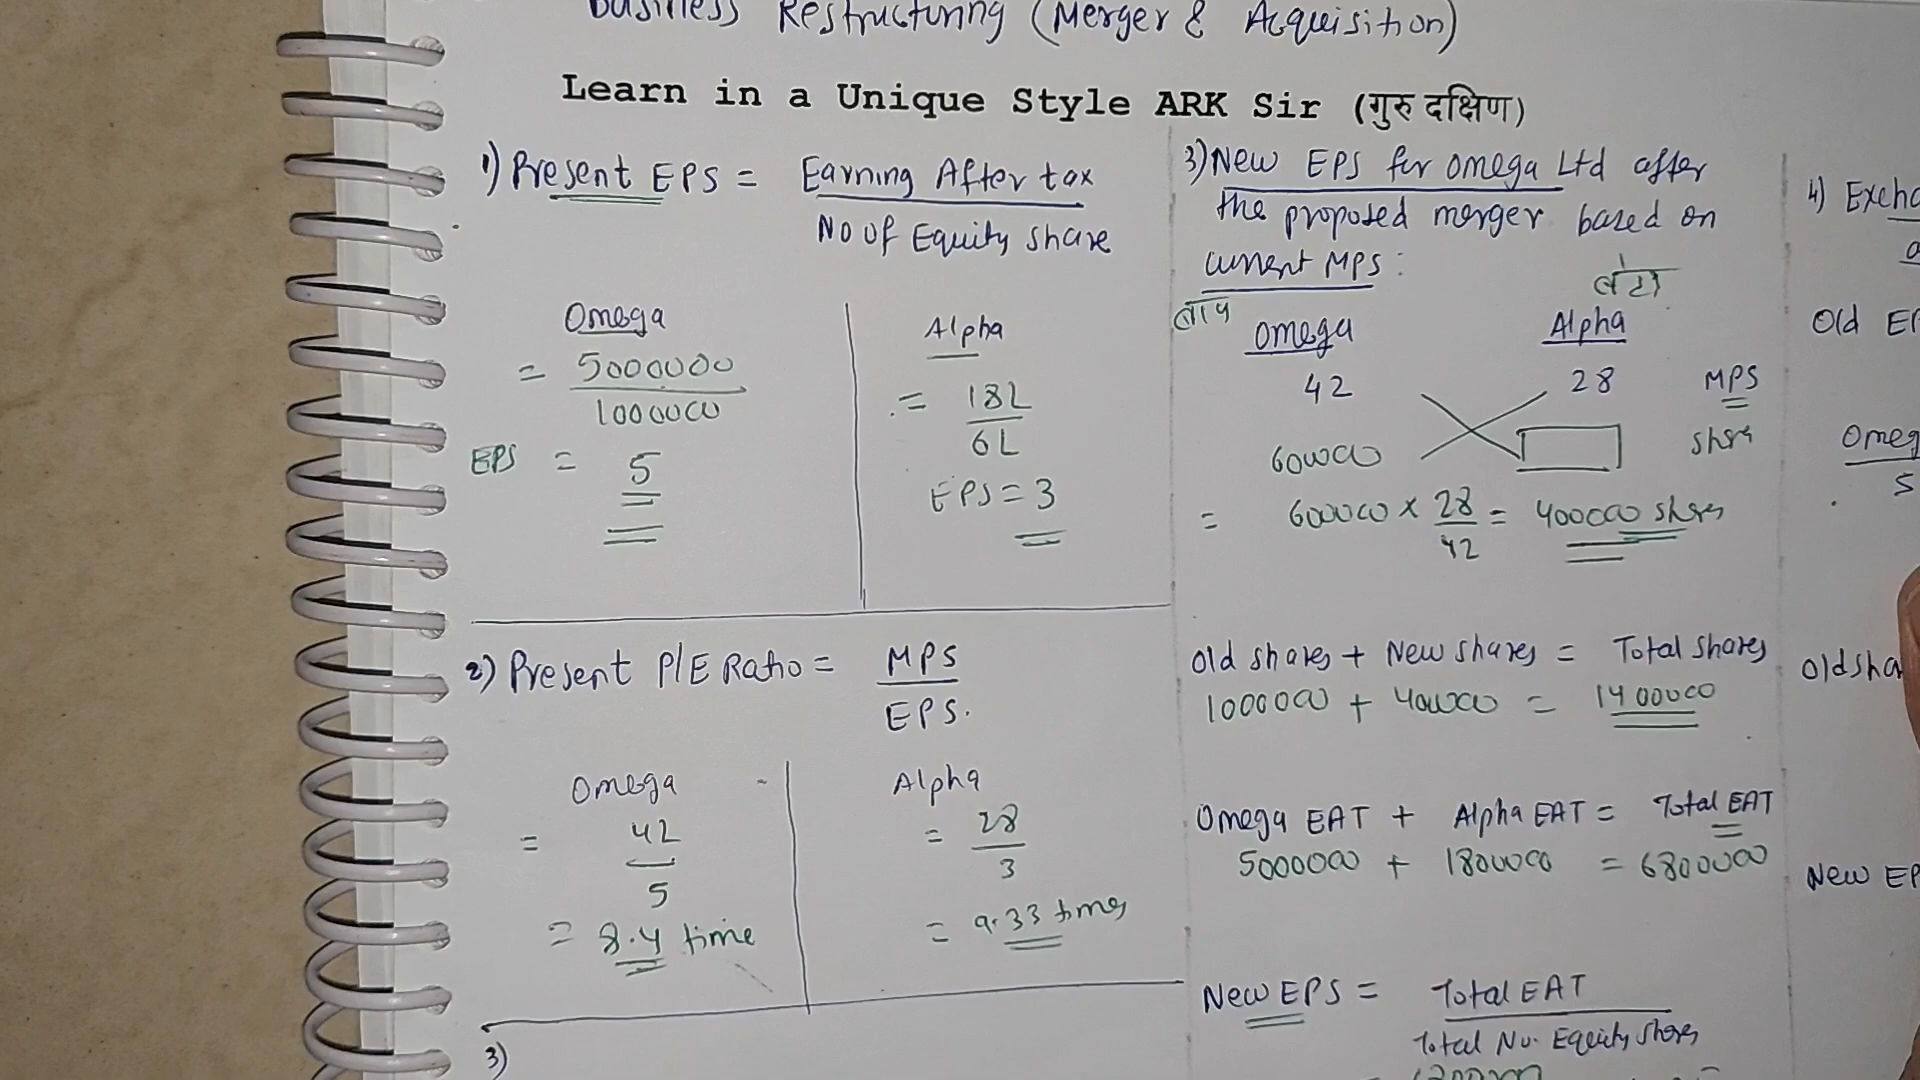 Business Restructuring (Merger & Acquisition)
Learn in a Unique Style ARK Sir (गुरु दक्षिण)
1) Present EPS = Earning After tax
No Of Equity Share
Omega
= 5000000
1000000
EPS = 5
Alpha
= 18L
6L
EPS = 3
2) Present P/E Ratio = MPS
EPS.
Omega
= 42
5
= 8.4 time
Alpha
= 28
3
= 9.33 times
3)
3) New EPS for omega Ltd after
the proposed merger based on
current MPS :
बाप
बेटा
Omega
Alpha
42
28
MPS
600000
= 600000 x 28 = 400000 shares
42
Old shares + New shares = Total shares
1000000 + 400000 = 1400000
Omega EAT + Alpha EAT = Total EAT
5000000 + 1800000 = 6800000
New EPS = Total EAT
Total No. Equity Shares
4) Excha
Old E
Omeg
5
Old sha
New EP